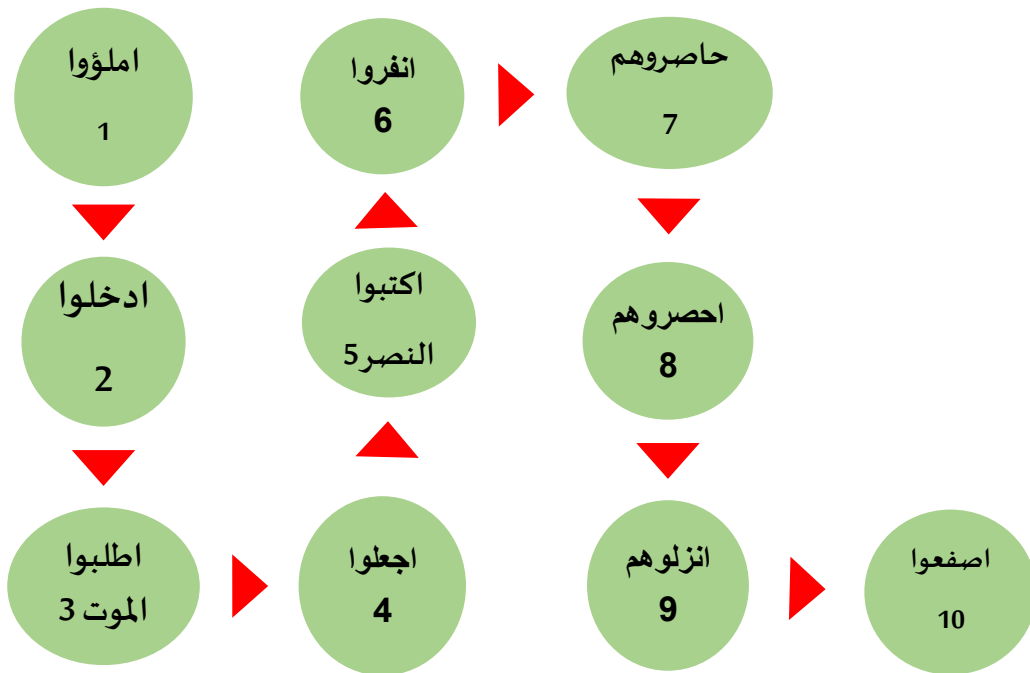 املؤوا
1
ادخلوا
2
اطلبوا
الموت 3
اجعلوا
4
اكتبوا
النصر5
انفروا
6
حاصروهم
7
احصروهم
8
انزلوهم
9
اصفعوا
10